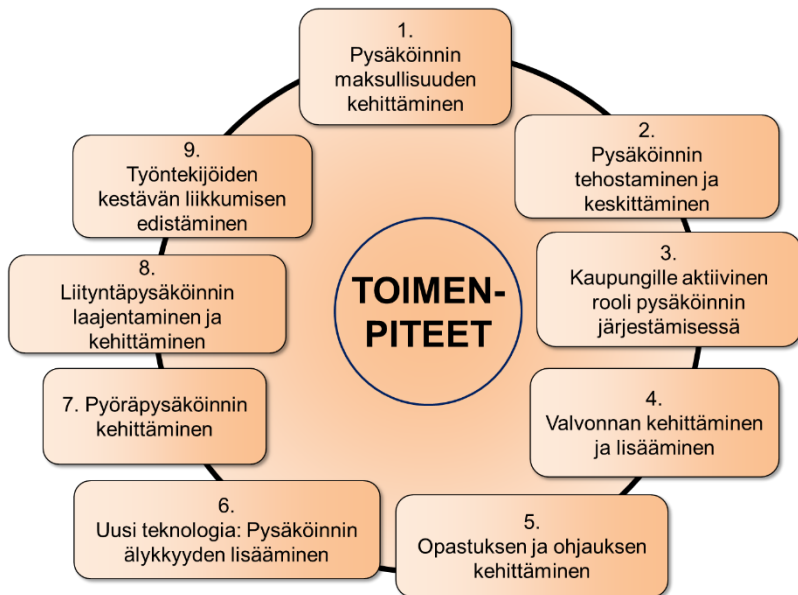 1.
Pysäköinnin
maksullisuuden
kehittäminen
2.
Pysäköinnin
tehostaminen ja
keskittäminen
3.
Kaupungille aktiivinen
rooli pysäköinnin
järjestämisessä
4.
Valvonnan kehittäminen
ja lisääminen
5.
Opastuksen ja ohjauksen
kehittäminen
6.
Uusi teknologia: Pysäköinnin
älykkyyden lisääminen
7. Pyöräpysäköinnin
kehittäminen
8.
Liityntäpysäköinnin
laajentaminen ja
kehittäminen
9.
Työntekijöiden
kestävän liikkumisen
edistäminen
TOIMEN-
PITEET